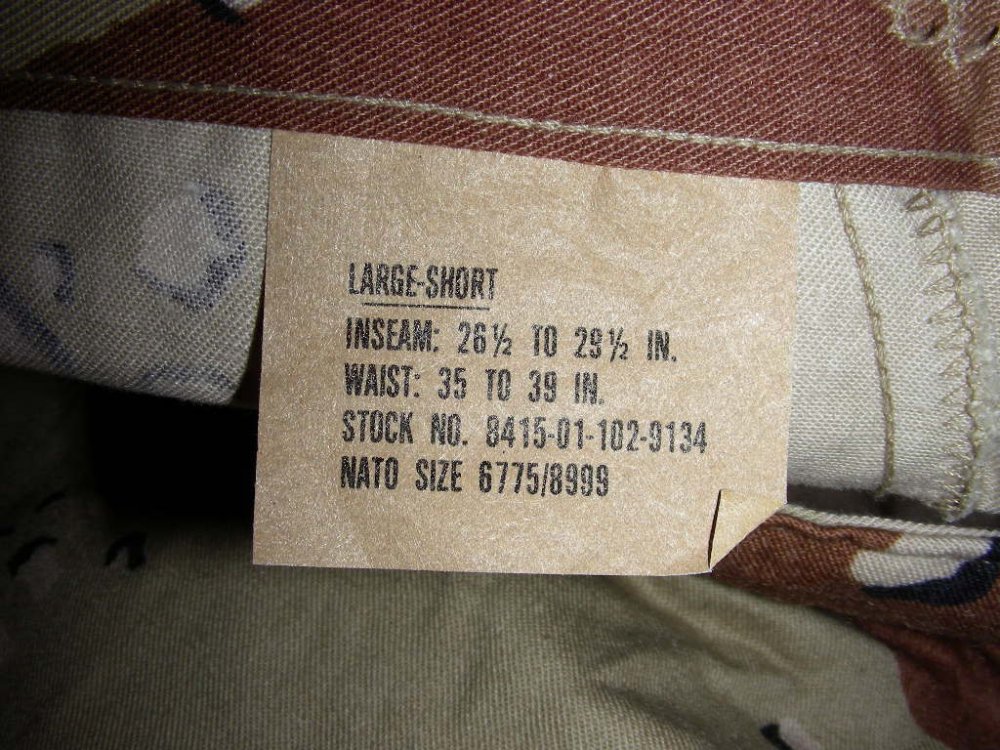 LARGE-SHORT
INSEAM: 26½ TO 29½ IN.
WAIST: 35 TO 39 IN.
STOCK NO. 8415-01-102-9134
NATO SIZE 6775/8999